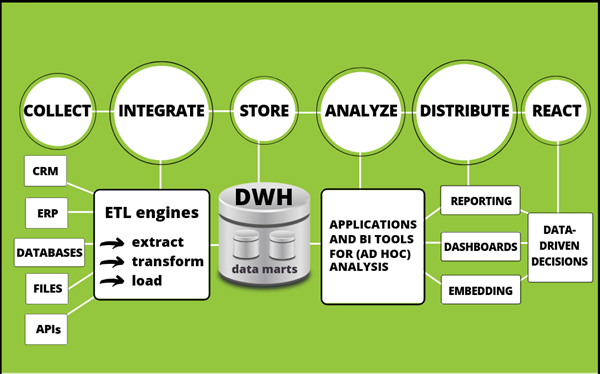 COLLECT
INTEGRATE
STORE
ANALYZE
DISTRIBUTE
REACT
CRM
ERP
DATABASES
FILES
APIs
ETL engines
extract
transform
load
DWH
data marts
APPLICATIONS
AND BI TOOLS
FOR (AD HOC)
ANALYSIS
REPORTING
DASHBOARDS
EMBEDDING
DATA-
DRIVEN
DECISIONS